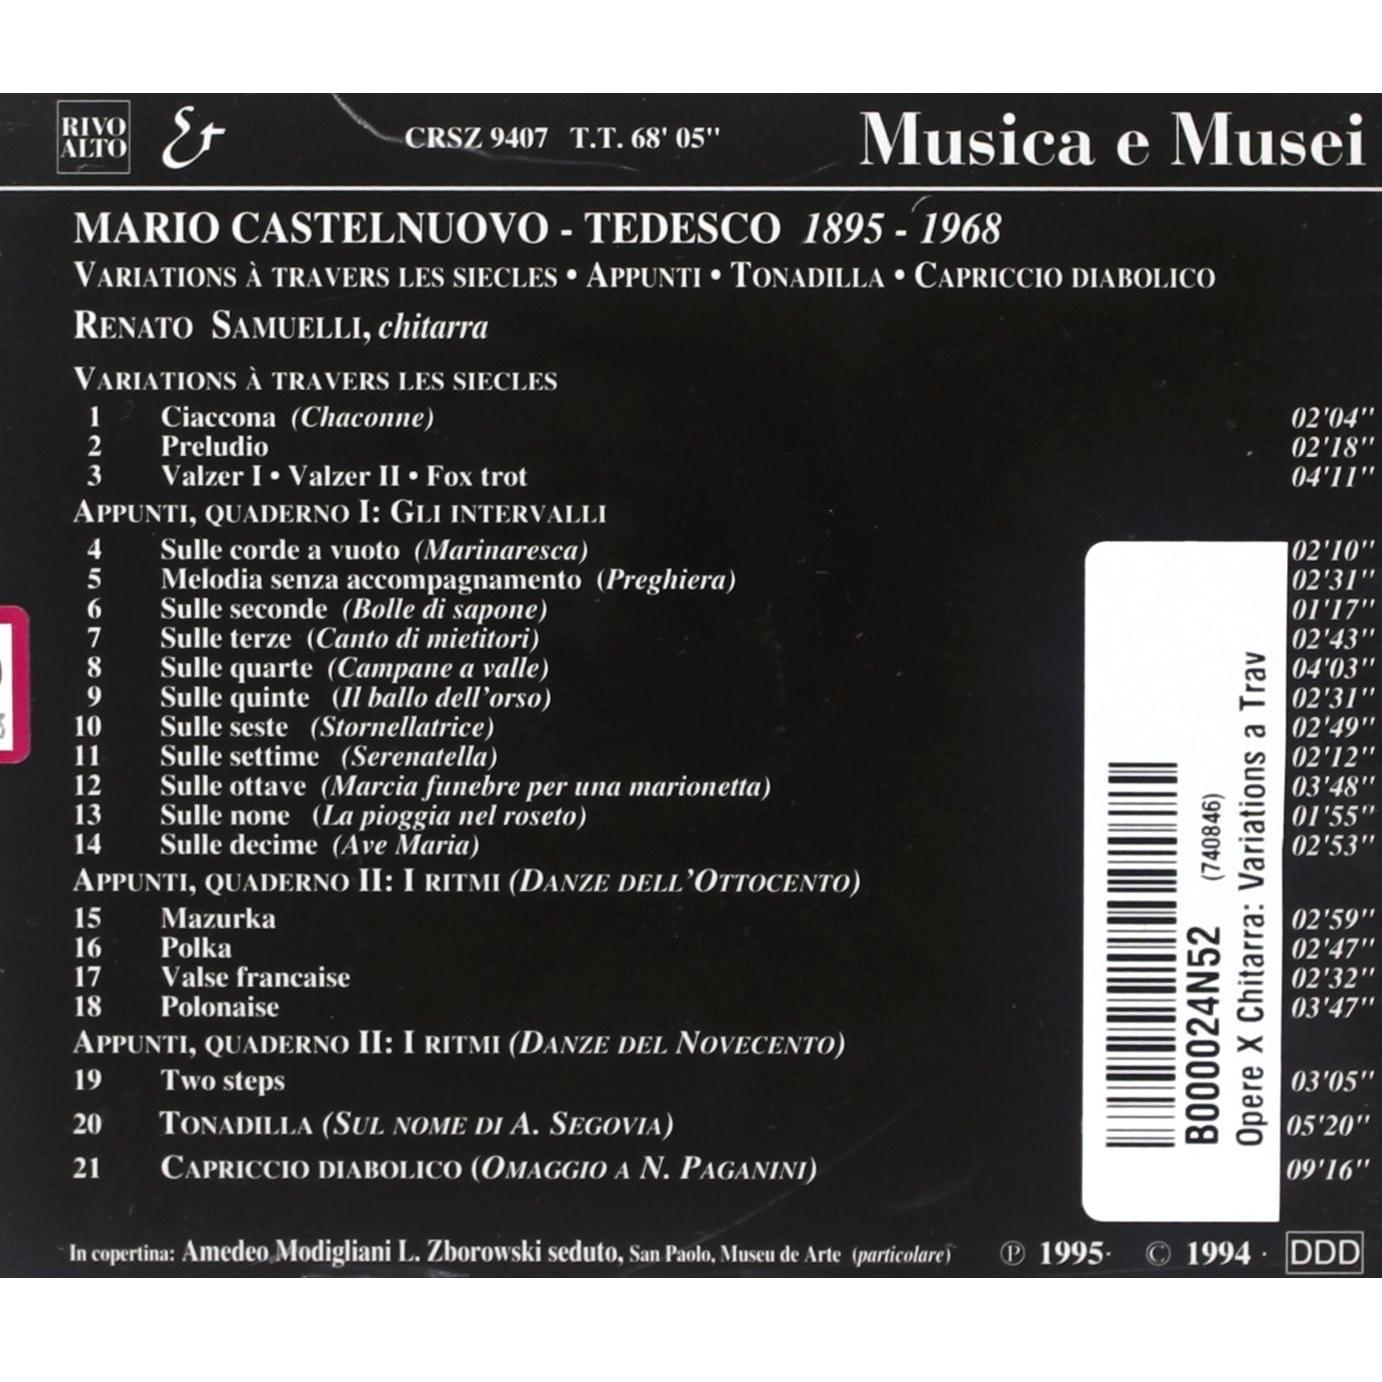 RIVO
ALTO
Et
CRSZ 9407 T.T. 68' 05"
Musica e Musei
MARIO CASTELNUOVO - TEDESCO 1895 - 1968
VARIATIONS À TRAVERS LES SIECLES • APPUNTI • TONADILLA • CAPRICCIO DIABOLICO
RENATO SAMUELLI, chitarra
VARIATIONS À TRAVERS LES SIECLES
1 Ciaccona (Chaconne) 02'04"
2 Preludio 02'18"
3 Valzer I • Valzer II • Fox trot 04'11"
APPUNTI, QUADERNO I: GLI INTERVALLI
4 Sulle corde a vuoto (Marinaresca) 02'10"
5 Melodia senza accompagnamento (Preghiera) 02'31"
6 Sulle seconde (Bolle di sapone) 01'17"
7 Sulle terze (Canto di mietitori) 02'43"
8 Sulle quarte (Campane a valle) 04'03"
9 Sulle quinte (Il ballo dell'orso) 02'31"
10 Sulle seste (Stornellatrice) 02'49"
11 Sulle settime (Serenatella) 02'12"
12 Sulle ottave (Marcia funebre per una marionetta) 03'48"
13 Sulle none (La pioggia nel roseto) 01'55"
14 Sulle decime (Ave Maria) 02'53"
APPUNTI, QUADERNO II: I RITMI (DANZE DELL'OTTOCENTO)
15 Mazurka 02'59"
16 Polka 02'47"
17 Valse francaise 02'32"
18 Polonaise 03'47"
APPUNTI, QUADERNO II: I RITMI (DANZE DEL NOVECENTO)
19 Two steps 03'05"
20 TONADILLA (SUL NOME DI A. SEGOVIA) 05'20"
21 CAPRICCIO DIABOLICO (OMAGGIO A N. PAGANINI) 09'16"
B000024N52 (740846)
Opere X Chitarra: Variations a Trav
In copertina: Amedeo Modigliani L. Zborowski seduto, San Paolo, Museu de Arte (particolare)
℗ 1995 · © 1994 · DDD